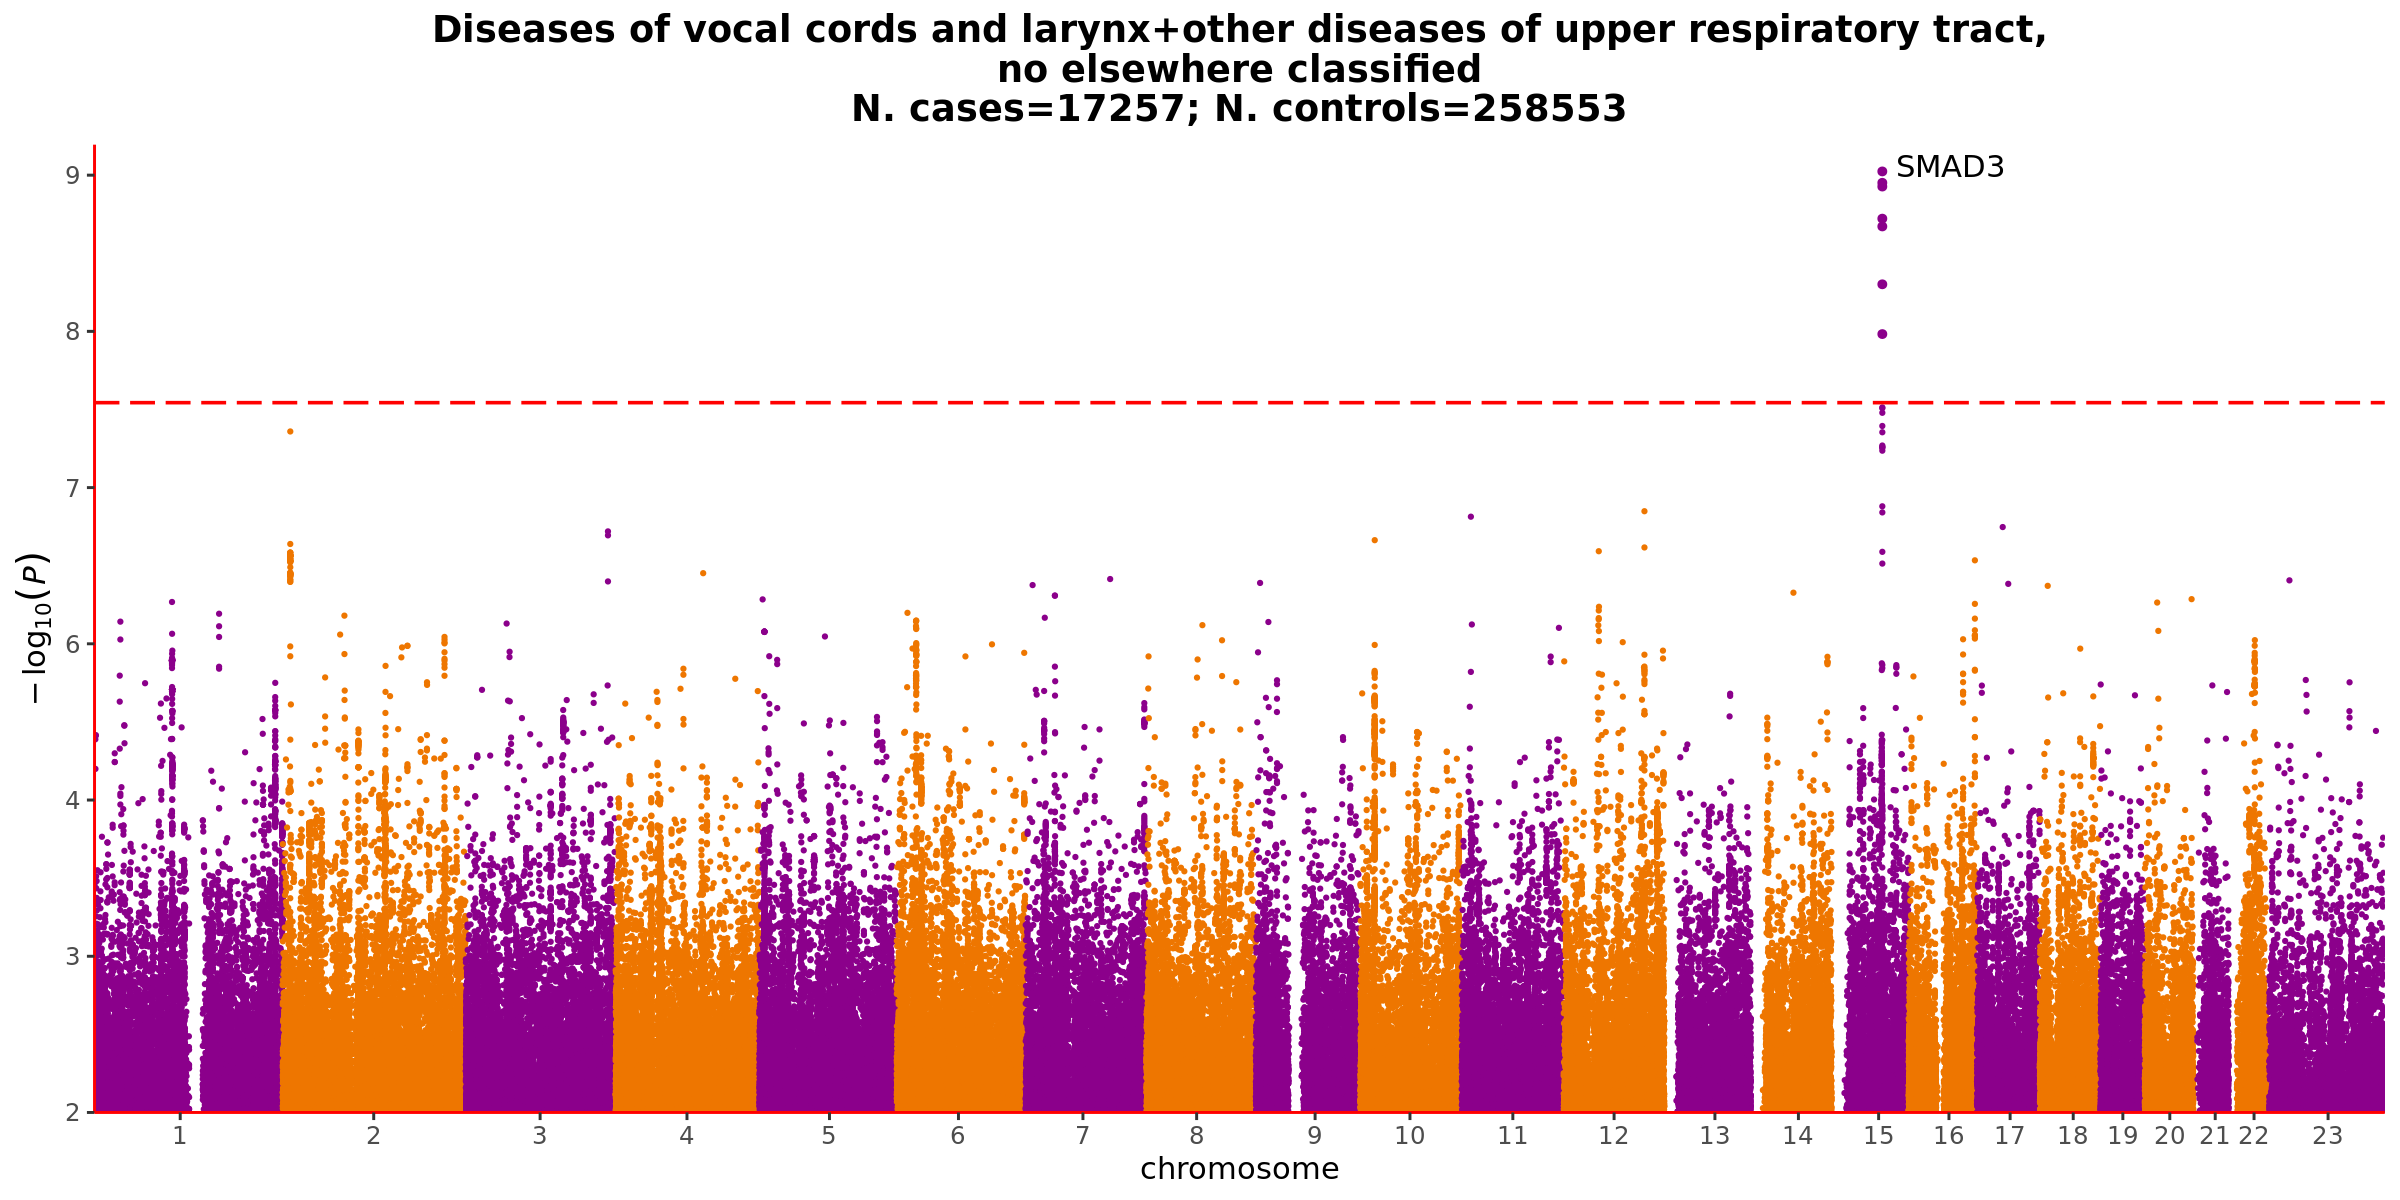 Diseases of vocal cords and larynx+other diseases of upper respiratory tract,
no elsewhere classified
N. cases=17257; N. controls=258553
SMAD3
9
8
7
6
5
4
3
2
−log10(P)
1 2 3 4 5 6 7 8 9 10 11 12 13 14 15 16 17 18 19 20 21 22 23
chromosome